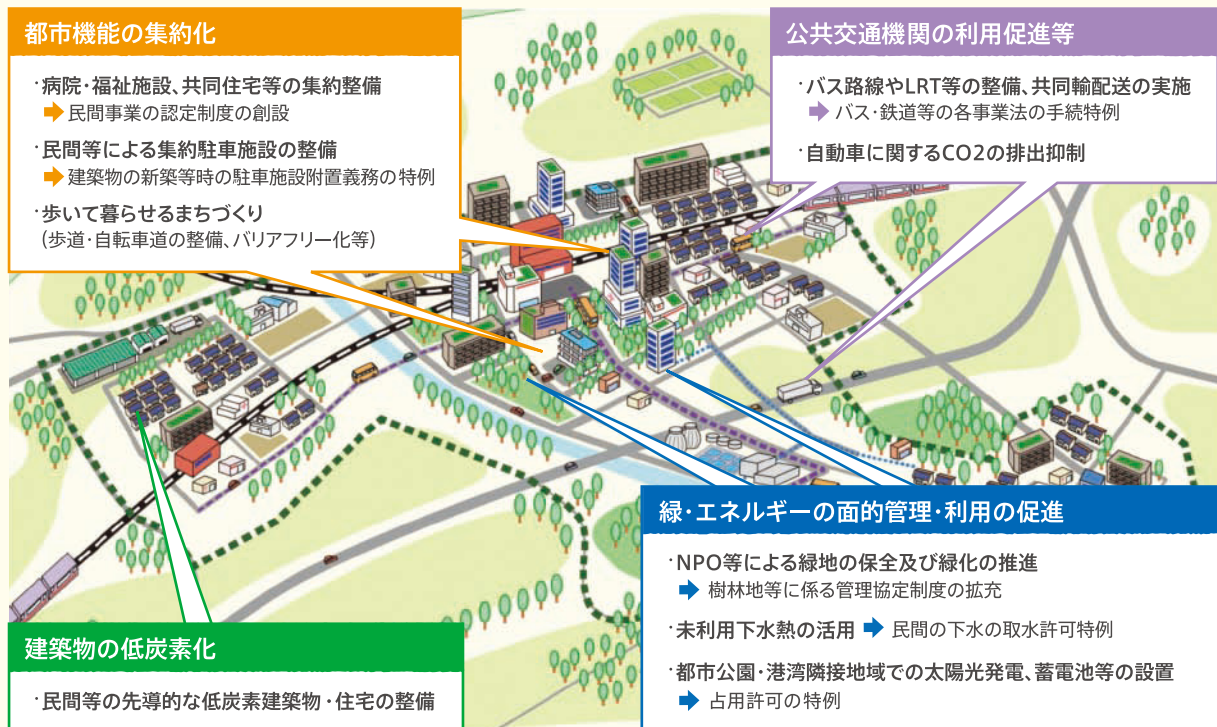 都市機能の集約化
・病院・福祉施設、共同住宅等の集約整備
➡ 民間事業の認定制度の創設
・民間等による集約駐車施設の整備
➡ 建築物の新築等時の駐車施設附置義務の特例
・歩いて暮らせるまちづくり
(歩道・自転車道の整備、バリアフリー化等)
公共交通機関の利用促進等
・バス路線やLRT等の整備、共同輸配送の実施
➡ バス・鉄道等の各事業法の手続特例
・自動車に関するCO2の排出抑制
緑・エネルギーの面的管理・利用の促進
・NPO等による緑地の保全及び緑化の推進
➡ 樹林地等に係る管理協定制度の拡充
・未利用下水熱の活用 ➡ 民間の下水の取水許可特例
・都市公園・港湾隣接地域での太陽光発電、蓄電池等の設置
➡ 占用許可の特例
建築物の低炭素化
・民間等の先導的な低炭素建築物・住宅の整備